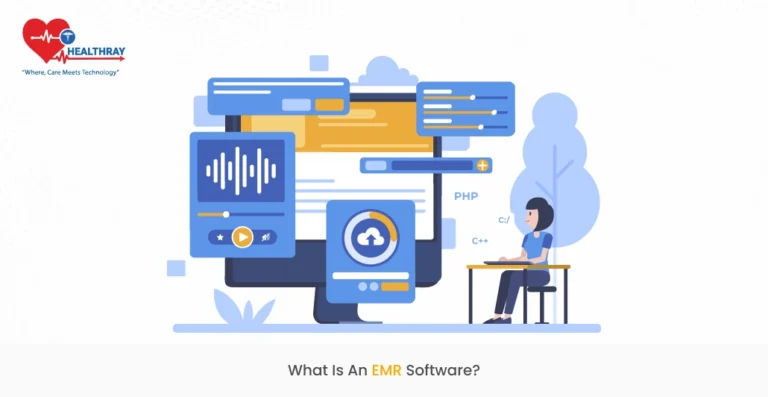 HEALTHRAY
"Where, Care Meets Technology"
PHP
C:/
C++
What Is An EMR Software?